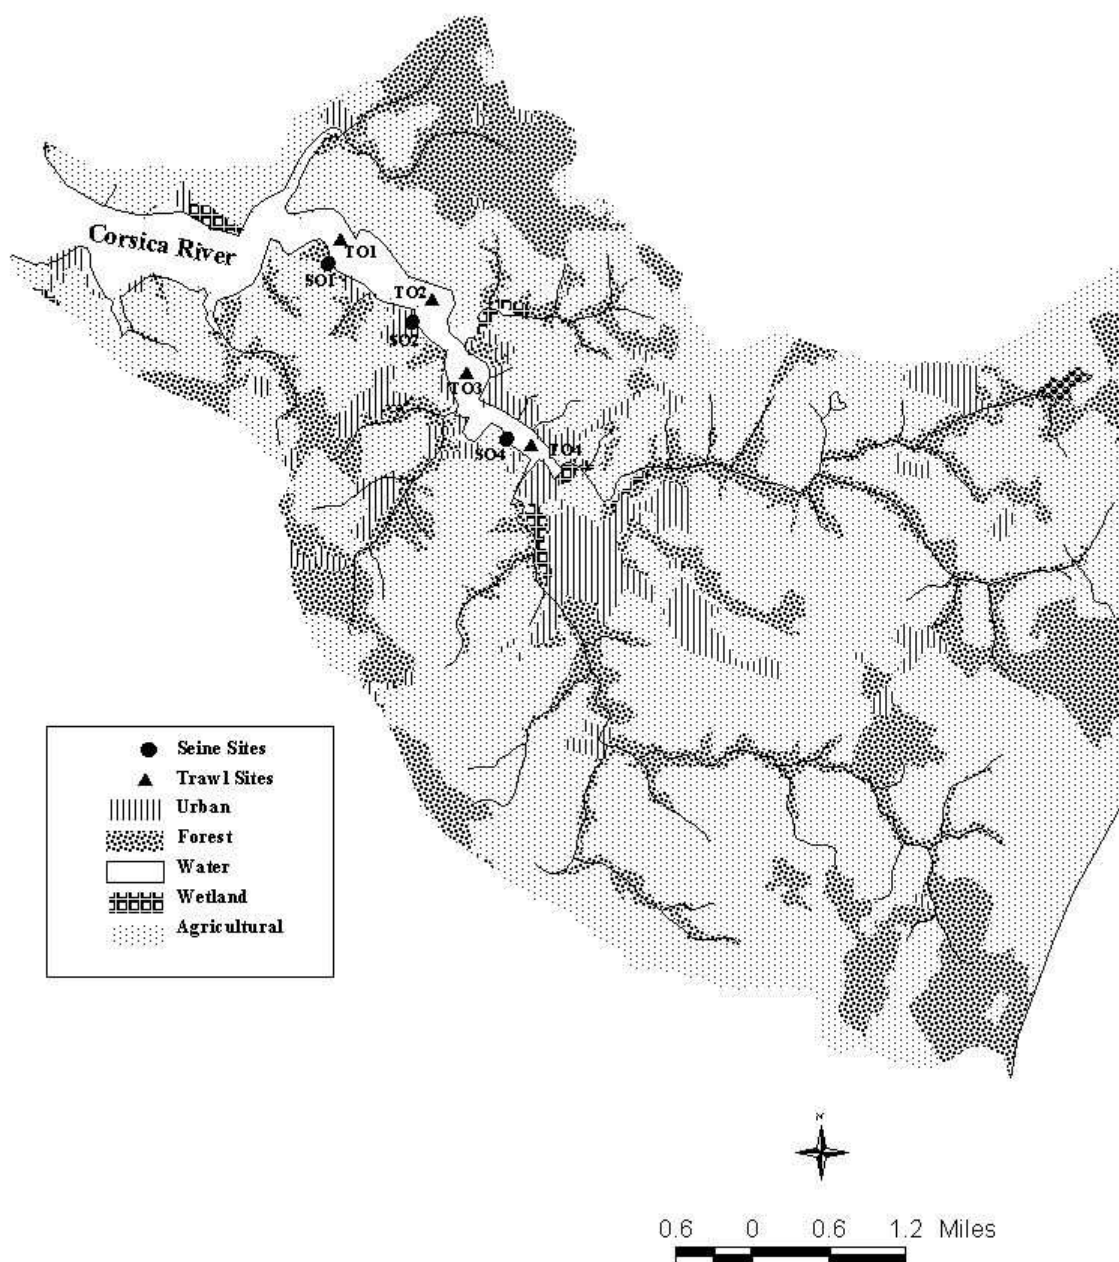 Corsica River
TO1
SO1
TO2
SO2
TO3
SO4
TO4
Seine Sites
Trawl Sites
Urban
Forest
Water
Wetland
Agricultural
N
0.6 0 0.6 1.2 Miles